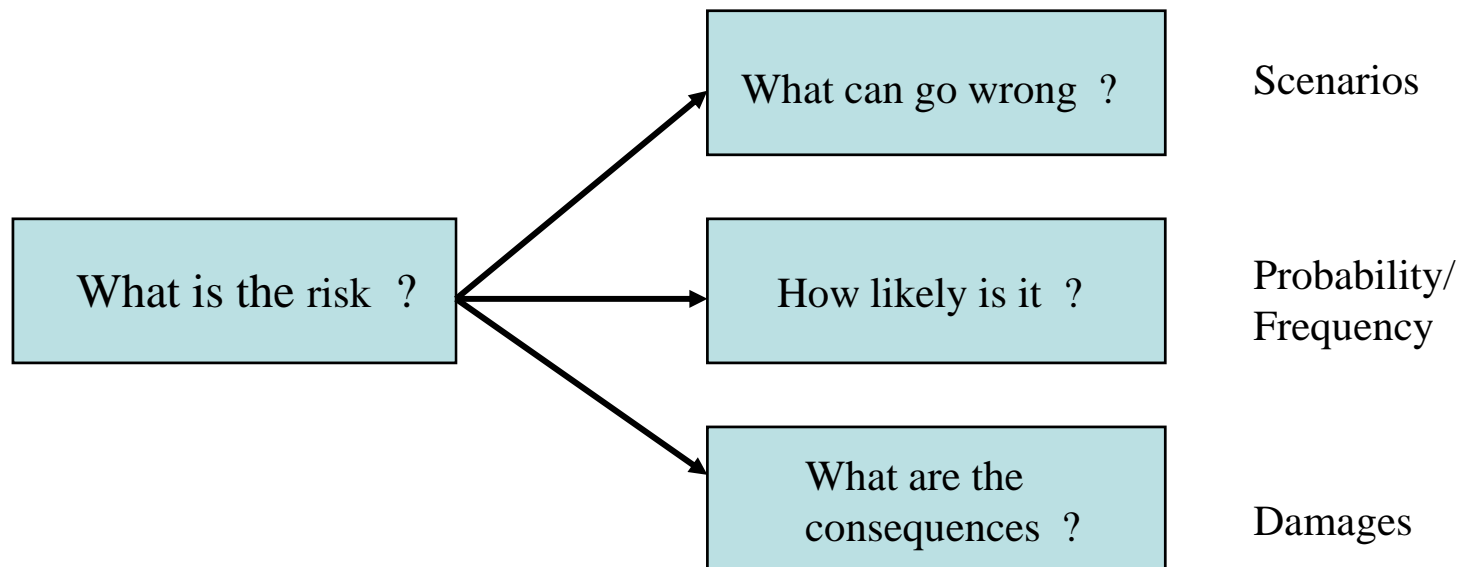 What can go wrong ?
Scenarios
What is the risk ?
How likely is it ?
Probability/
Frequency
What are the
consequences ?
Damages